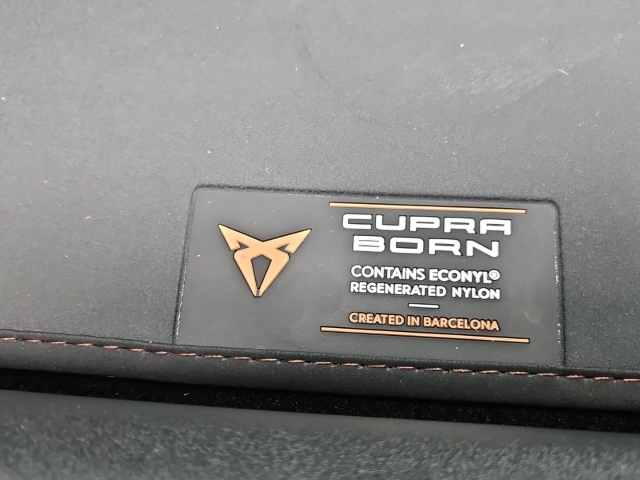 CUPRA
BORN
CONTAINS ECONYL®
REGENERATED NYLON
CREATED IN BARCELONA